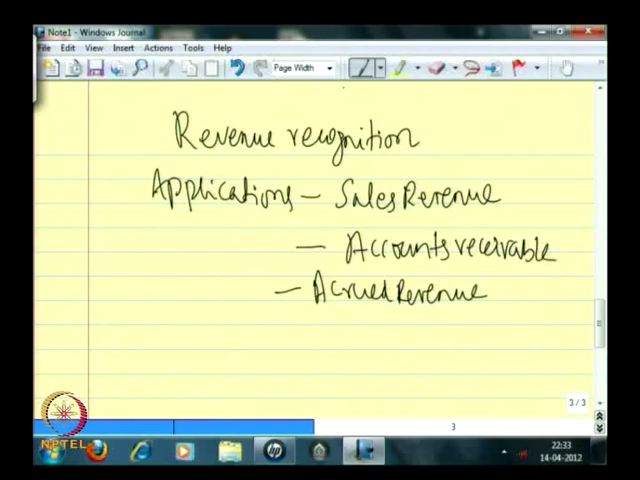 Note1 - Windows Journal
File Edit View Insert Actions Tools Help
Page Width
Revenue recognition
Applications - Sales Revenue
- Accounts receivable
- Accrued Revenue
3 / 3
3
NPTEL
hp
22:33
14-04-2012